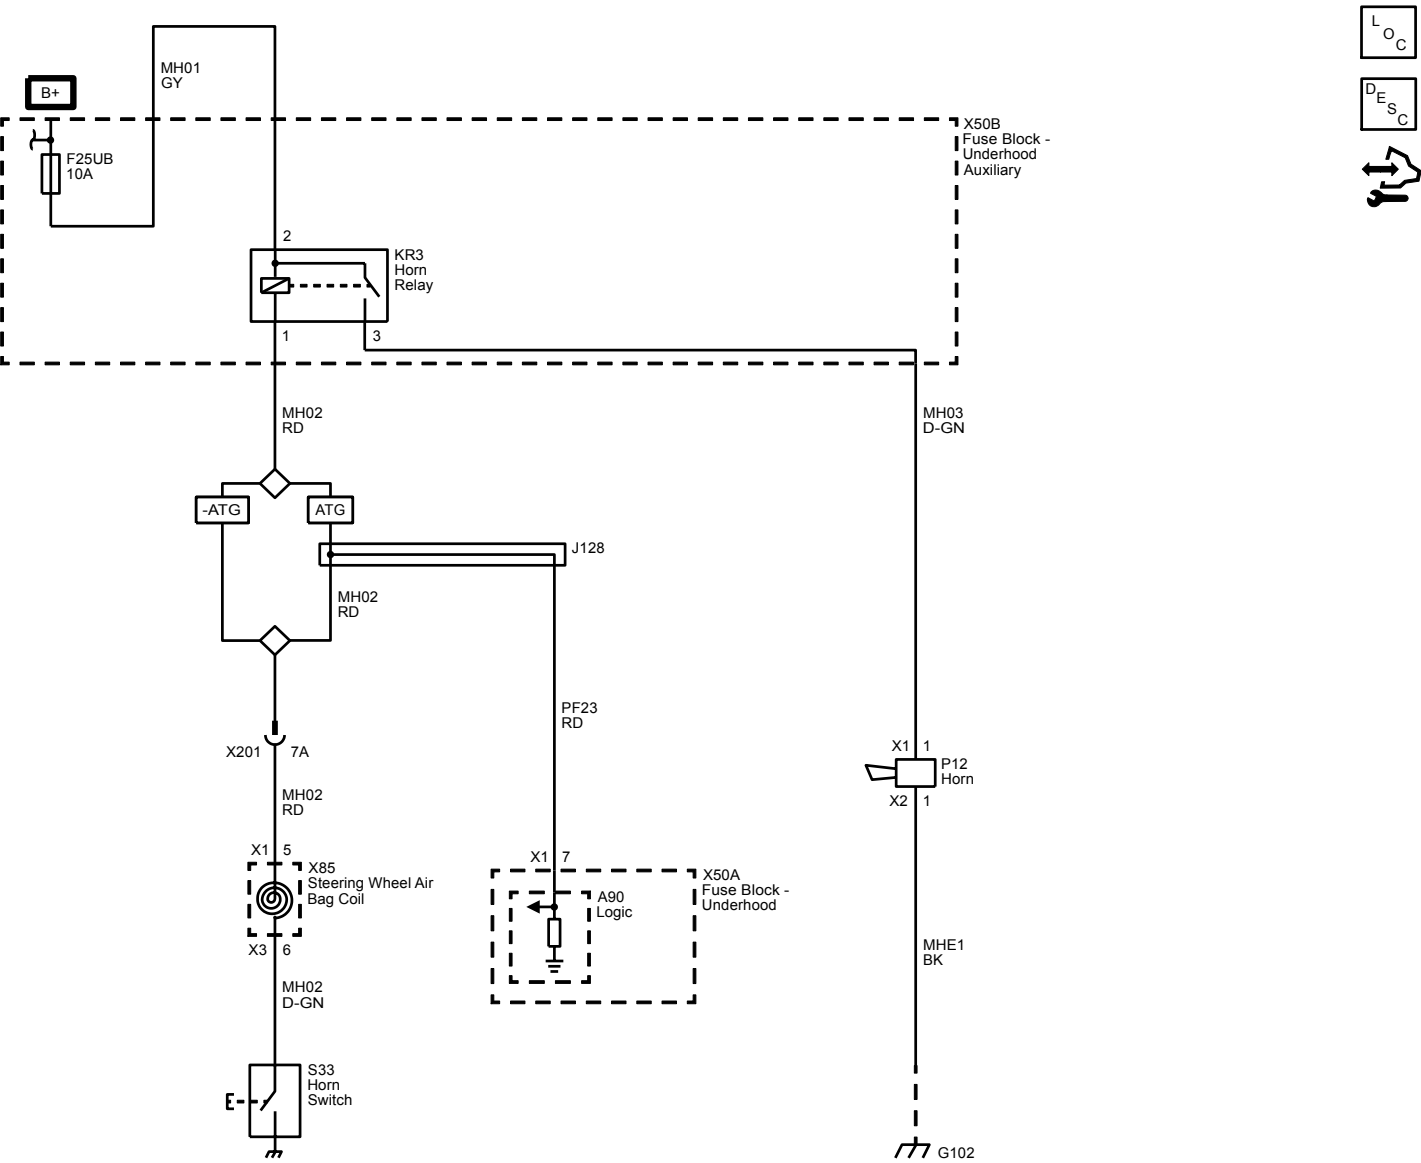 L
O
C
MH01
GY
B+
D
E
S
C
X50B
Fuse Block -
Underhood
Auxiliary
F25UB
10A
2
KR3
Horn
Relay
1
3
MH02
RD
MH03
D-GN
-ATG
ATG
J128
MH02
RD
PF23
RD
X201
7A
X1
1
P12
Horn
X2
1
MH02
RD
X1
5
X85
Steering Wheel Air
Bag Coil
X3
6
X1
7
X50A
Fuse Block -
Underhood
A90
Logic
MHE1
BK
MH02
D-GN
S33
Horn
Switch
G102